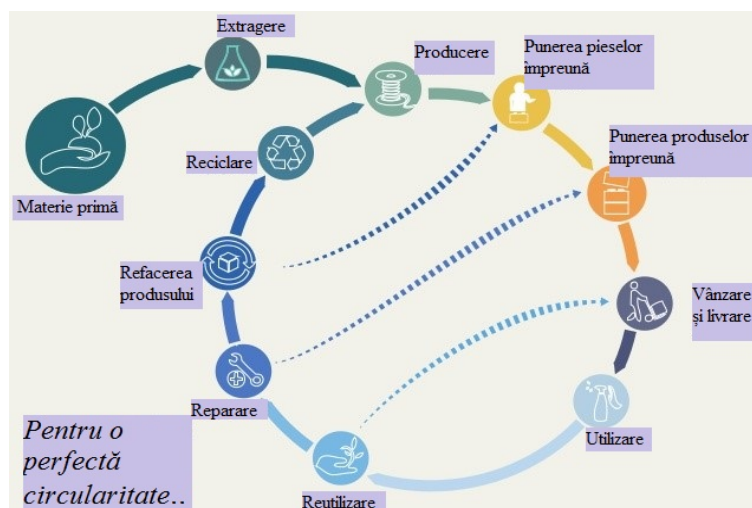 Extragere
Producere
Punerea pieselor
împreună
Punerea produselor
împreună
Reciclare
Materie primă
Refacerea
produsului
Vânzare
și livrare
Reparare
Utilizare
Reutilizare
Pentru o
perfectă
circularitate..